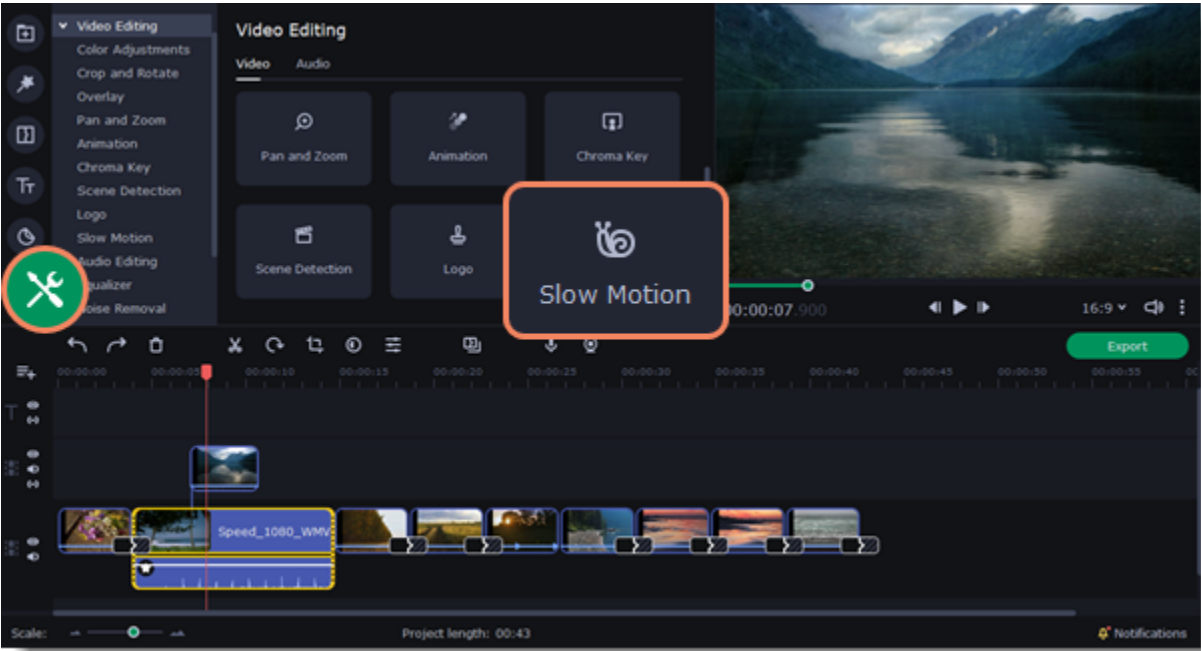 Video Editing
Color Adjustments
Crop and Rotate
Overlay
Pan and Zoom
Animation
Chroma Key
Scene Detection
Logo
Slow Motion
Audio Editing
qualizer
oise Removal
Video Editing
Video Audio
Pan and Zoom
Animation
Chroma Key
Scene Detection
Logo
Slow Motion
0:00:07.900
16:9
Export
00:00:00 00:00:05 00:00:10 00:00:15 00:00:20 00:00:25 00:00:30 00:00:35 00:00:40 00:00:45 00:00:50 00:00:55 00
Speed_1080_WMV
Scale:
Project length: 00:43
Notifications